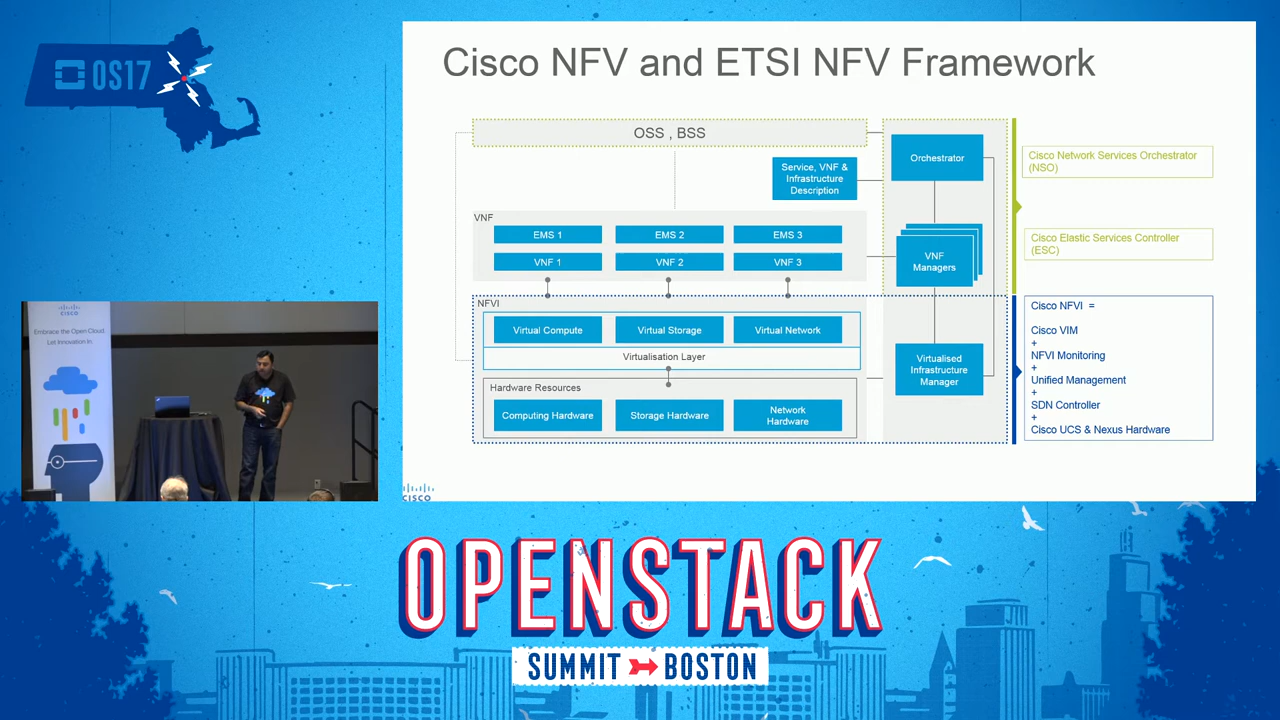 OS17
Cisco NFV and ETSI NFV Framework
OSS , BSS
Service, VNF &
Infrastructure
Description
Orchestrator
Cisco Network Services Orchestrator
(NSO)
VNF
EMS 1
EMS 2
EMS 3
VNF 1
VNF 2
VNF 3
VNF
Managers
Cisco Elastic Services Controller
(ESC)
NFVI
Virtual Compute
Virtual Storage
Virtual Network
Virtualisation Layer
Hardware Resources
Computing Hardware
Storage Hardware
Network
Hardware
Virtualised
Infrastructure
Manager
Cisco NFVI =
Cisco VIM
+
NFVI Monitoring
+
Unified Management
+
SDN Controller
+
Cisco UCS & Nexus Hardware
CISCO
CISCO
Embrace the Open Cloud.
Let Innovation In.
OPENSTACK
SUMMIT BOSTON